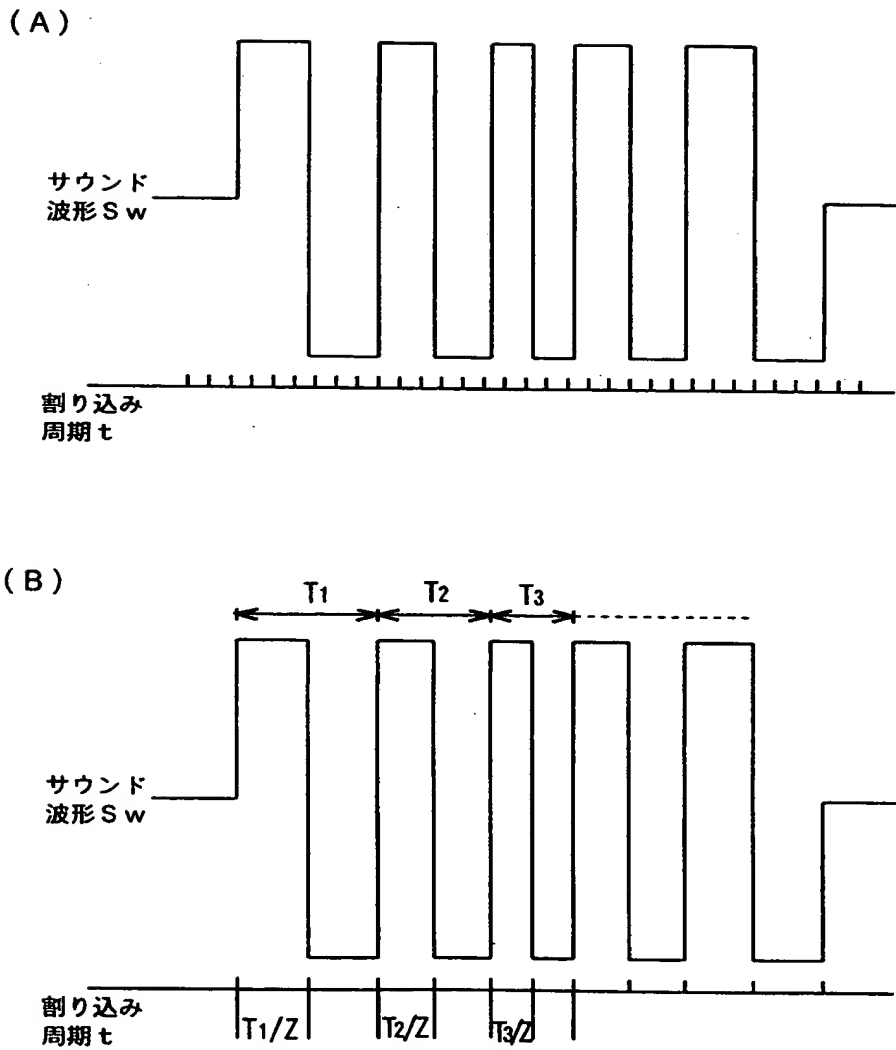 (A)
サウンド
波形Sw
割り込み
周期t
(B)
T1 T2 T3
サウンド
波形Sw
割り込み
周期t
T1/Z T2/Z T3/Z